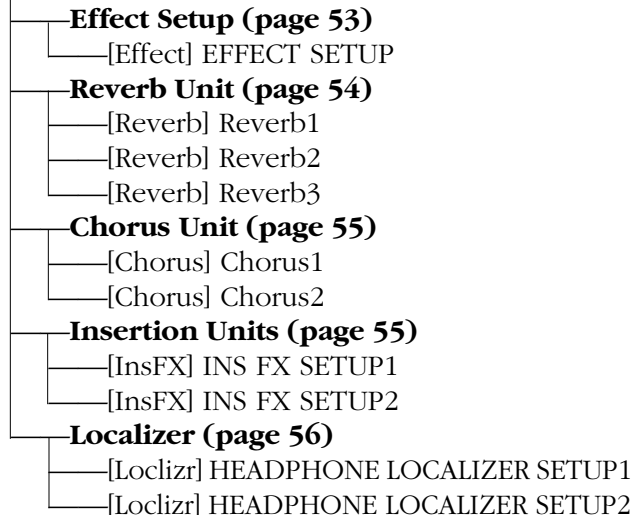 Effect Setup (page 53)
[Effect] EFFECT SETUP
Reverb Unit (page 54)
[Reverb] Reverb1
[Reverb] Reverb2
[Reverb] Reverb3
Chorus Unit (page 55)
[Chorus] Chorus1
[Chorus] Chorus2
Insertion Units (page 55)
[InsFX] INS FX SETUP1
[InsFX] INS FX SETUP2
Localizer (page 56)
[Loclizr] HEADPHONE LOCALIZER SETUP1
[Loclizr] HEADPHONE LOCALIZER SETUP2